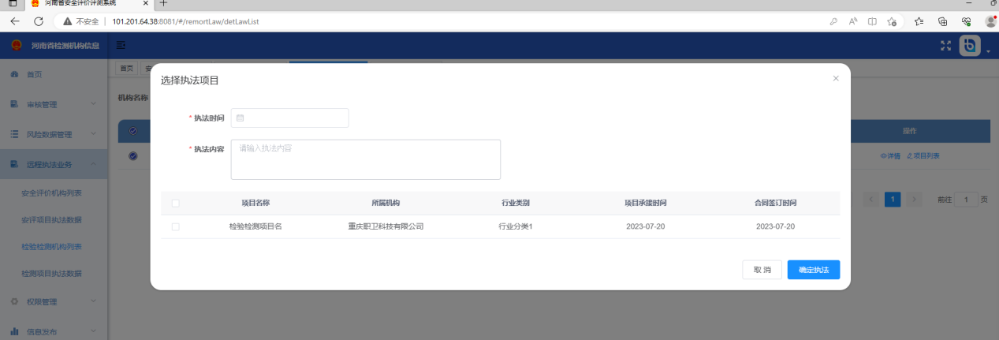 河南省安全评价评测系统
不安全 101.201.64.38:8081/#/remortLaw/detLawList
河南省检测机构信息
首页
审核管理
风险数据管理
远程执法业务
安全评价机构列表
安评项目执法数据
检验检测机构列表
检测项目执法数据
权限管理
信息发布
首页 安
机构名称
选择执法项目
* 执法时间
* 执法内容 请输入执法内容
项目名称 所属机构 行业类别 项目承接时间 合同签订时间
检验检测项目名 重庆职卫科技有限公司 行业分类1 2023-07-20 2023-07-20
取 消 确定执法
操作
详情 项目列表
1 前往 1 页